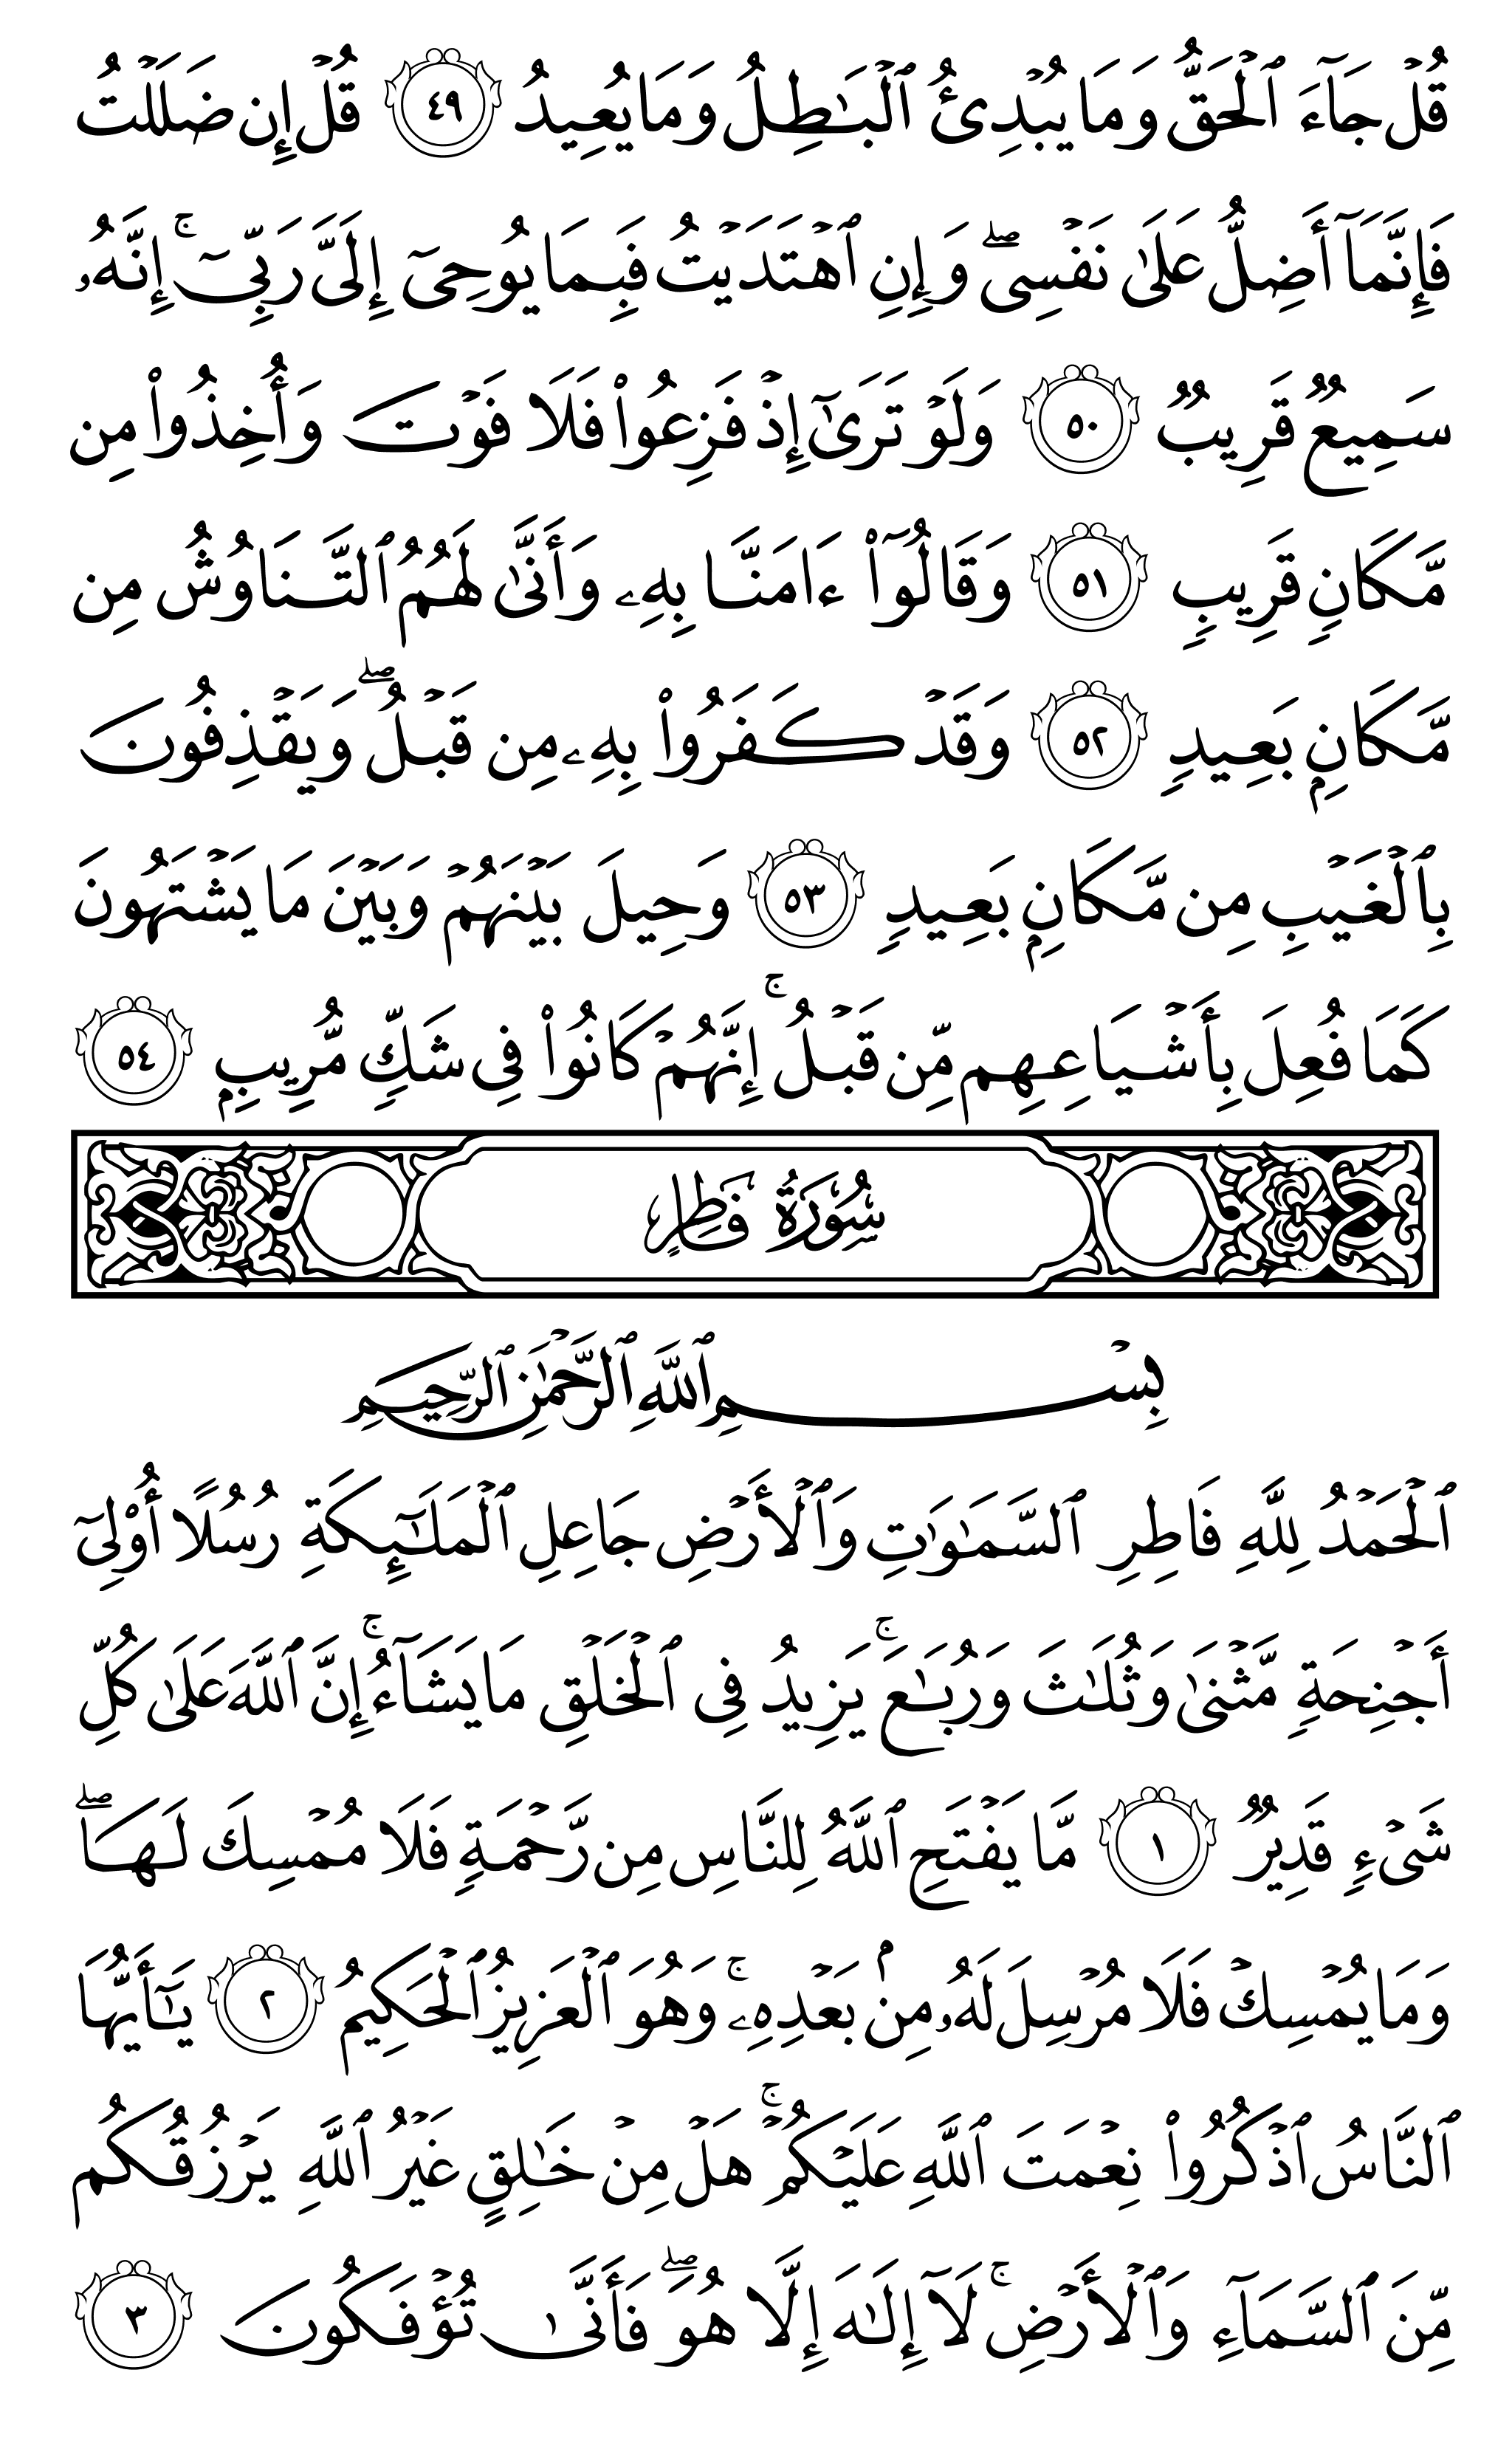 قُلْ جَآءَ ٱلْحَقُّ وَمَا يُبْدِئُ ٱلْبَـٰطِلُ وَمَا يُعِيدُ ٤٩ قُلْ إِن ضَلَلْتُ
فَإِنَّمَآ أَضِلُّ عَلَىٰ نَفْسِى ۖ وَإِنِ ٱهْتَدَيْتُ فَبِمَا يُوحِىٓ إِلَىَّ رَبِّىٓ ۚ إِنَّهُۥ
سَمِيعٌ قَرِيبٌ ٥٠ وَلَوْ تَرَىٰٓ إِذْ فَزِعُوا۟ فَلَا فَوْتَ وَأُخِذُوا۟ مِن
مَّكَانٍ قَرِيبٍ ٥١ وَقَالُوٓا۟ ءَامَنَّا بِهِۦ وَأَنَّىٰ لَهُمُ ٱلتَّنَاوُشُ مِن
مَّكَانٍۭ بَعِيدٍ ٥٢ وَقَدْ كَفَرُوا۟ بِهِۦ مِن قَبْلُ ۖ وَيَقْذِفُونَ
بِٱلْغَيْبِ مِن مَّكَانٍۭ بَعِيدٍ ٥٣ وَحِيلَ بَيْنَهُمْ وَبَيْنَ مَا يَشْتَهُونَ
كَمَا فُعِلَ بِأَشْيَاعِهِم مِّن قَبْلُ ۚ إِنَّهُمْ كَانُوا۟ فِى شَكٍّ مُّرِيبٍۭ ٥٤
سُورَةُ فَاطِرٍ
بِسْمِ ٱللَّهِ ٱلرَّحْمَـٰنِ ٱلرَّحِيمِ
ٱلْحَمْدُ لِلَّهِ فَاطِرِ ٱلسَّمَـٰوَٰتِ وَٱلْأَرْضِ جَاعِلِ ٱلْمَلَـٰٓئِكَةِ رُسُلًا أُو۟لِىٓ
أَجْنِحَةٍ مَّثْنَىٰ وَثُلَـٰثَ وَرُبَـٰعَ ۚ يَزِيدُ فِى ٱلْخَلْقِ مَا يَشَآءُ ۚ إِنَّ ٱللَّهَ عَلَىٰ كُلِّ
شَىْءٍ قَدِيرٌ ١ مَّا يَفْتَحِ ٱللَّهُ لِلنَّاسِ مِن رَّحْمَةٍ فَلَا مُمْسِكَ لَهَا ۖ
وَمَا يُمْسِكْ فَلَا مُرْسِلَ لَهُۥ مِنۢ بَعْدِهِۦ ۚ وَهُوَ ٱلْعَزِيزُ ٱلْحَكِيمُ ٢ يَـٰٓأَيُّهَا
ٱلنَّاسُ ٱذْكُرُوا۟ نِعْمَتَ ٱللَّهِ عَلَيْكُمْ ۚ هَلْ مِنْ خَـٰلِقٍ غَيْرُ ٱللَّهِ يَرْزُقُكُم
مِّنَ ٱلسَّمَآءِ وَٱلْأَرْضِ ۚ لَآ إِلَـٰهَ إِلَّا هُوَ ۖ فَأَنَّىٰ تُؤْفَكُونَ ٣